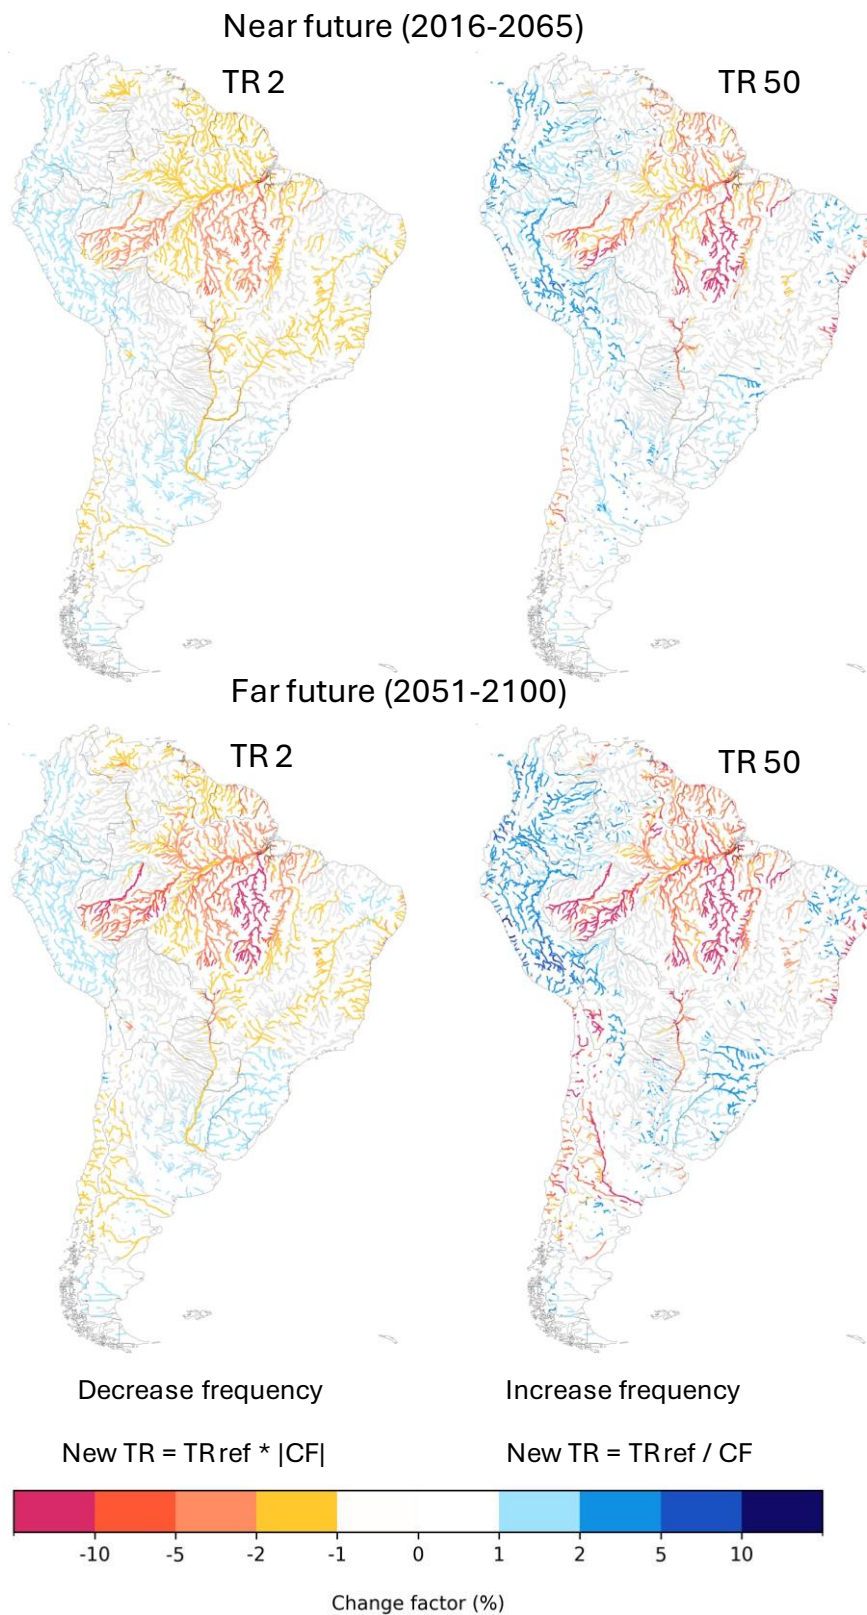 Near future (2016-2065)
TR 2
TR 50
Far future (2051-2100)
TR 2
TR 50
Decrease frequency
Increase frequency
New TR = TR ref * |CF|
New TR = TR ref / CF
-10 -5 -2 -1 0 1 2 5 10
Change factor (%)